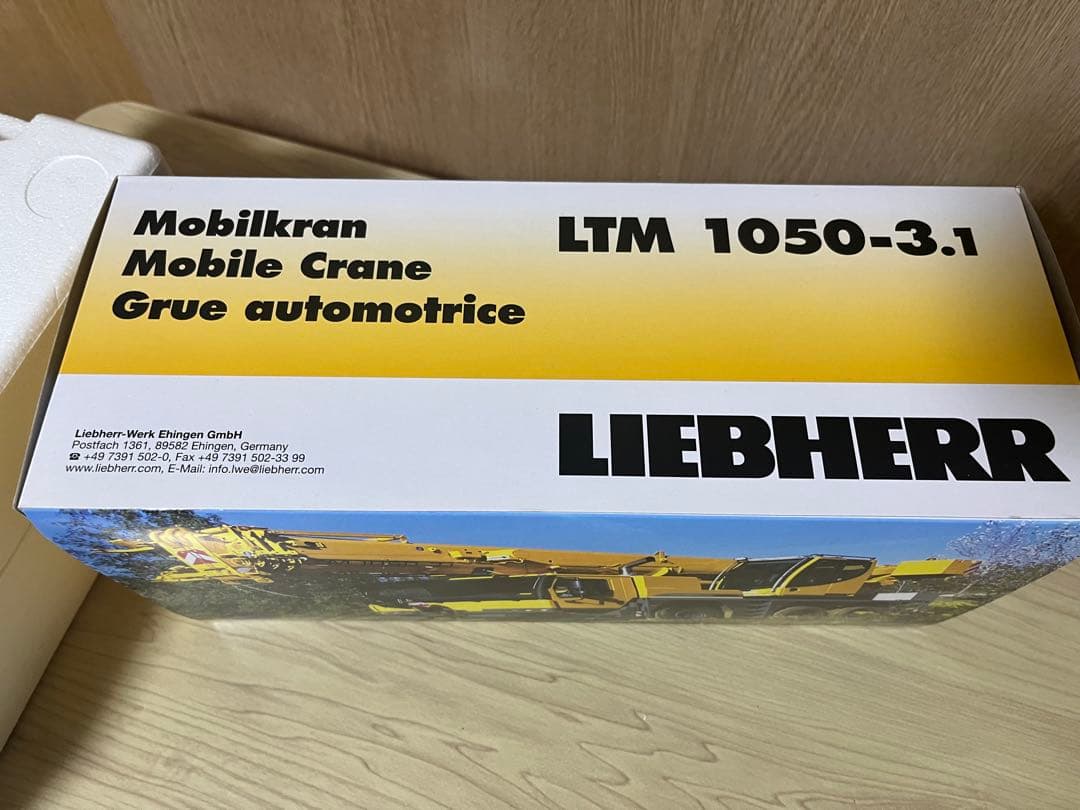 Mobilkran
Mobile Crane
Grue automotrice
LTM 1050-3.1
LIEBHERR
Liebherr-Werk Ehingen GmbH
Postfach 1361, 89582 Ehingen, Germany
☎ +49 7391 502-0, Fax +49 7391 502-33 99
www.liebherr.com, E-Mail: info.lwe@liebherr.com